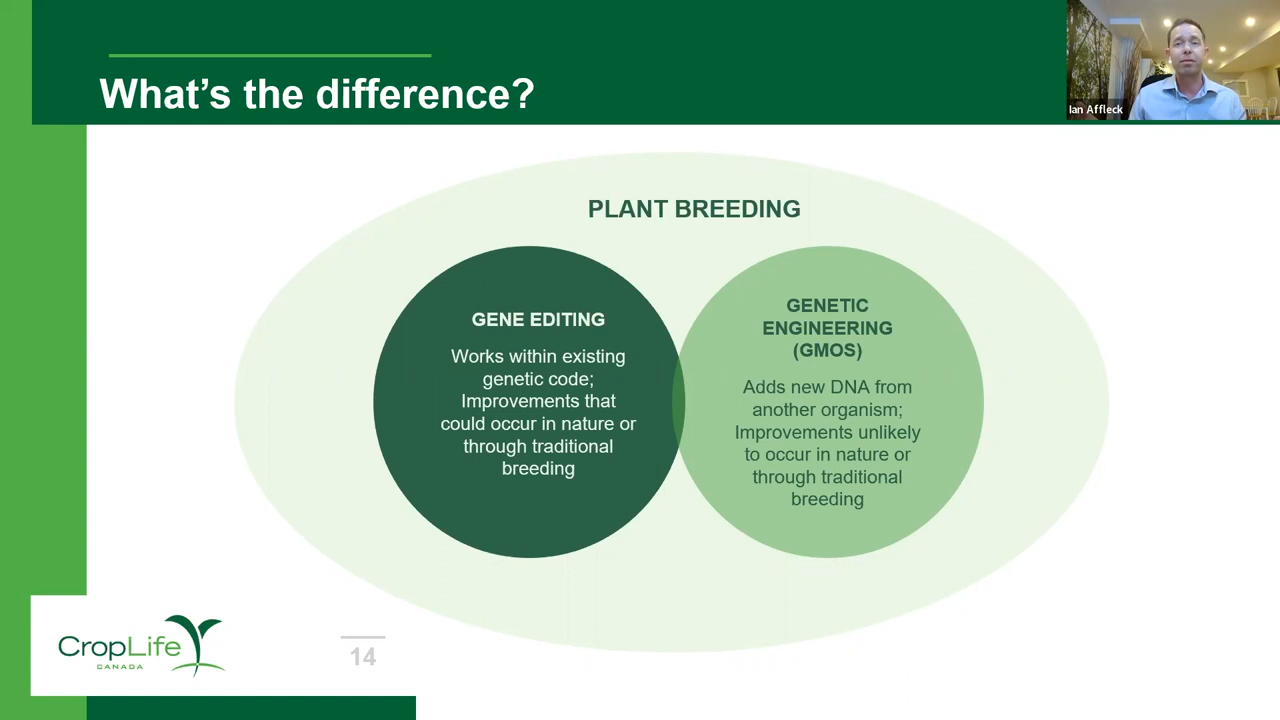 What's the difference?
Ian Affleck
PLANT BREEDING
GENE EDITING
Works within existing
genetic code;
Improvements that
could occur in nature or
through traditional
breeding
GENETIC
ENGINEERING
(GMOS)
Adds new DNA from
another organism;
Improvements unlikely
to occur in nature or
through traditional
breeding
CropLife
CANADA
14